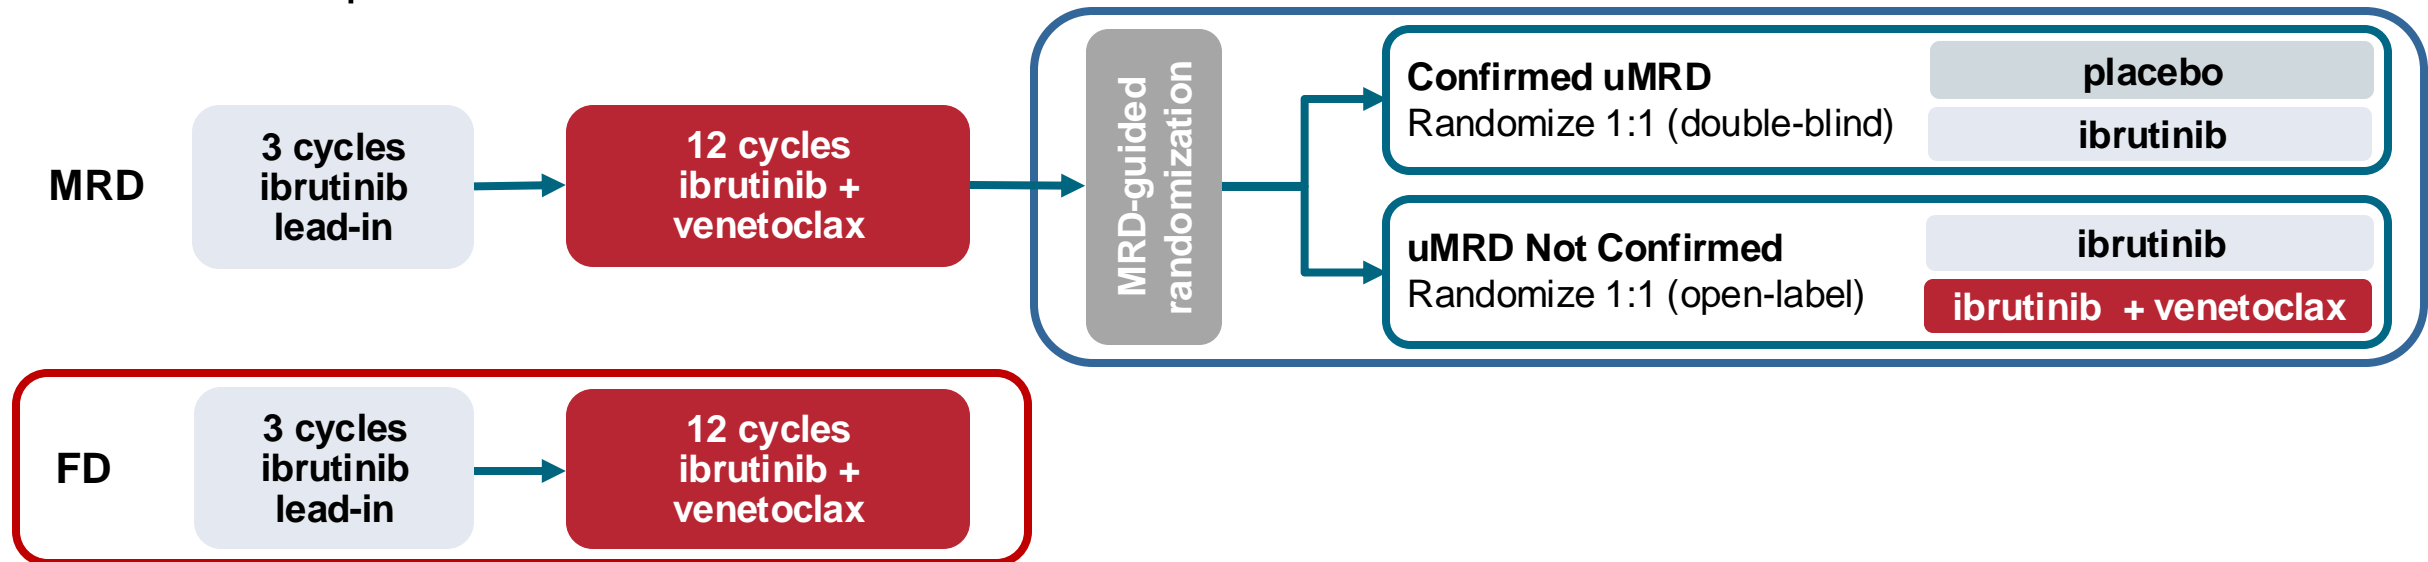 MRD
3 cycles
ibrutinib
lead-in
12 cycles
ibrutinib +
venetoclax
MRD-guided
randomization
Confirmed uMRD
Randomize 1:1 (double-blind)
placebo
ibrutinib
uMRD Not Confirmed
Randomize 1:1 (open-label)
ibrutinib
ibrutinib + venetoclax
FD
3 cycles
ibrutinib
lead-in
12 cycles
ibrutinib +
venetoclax